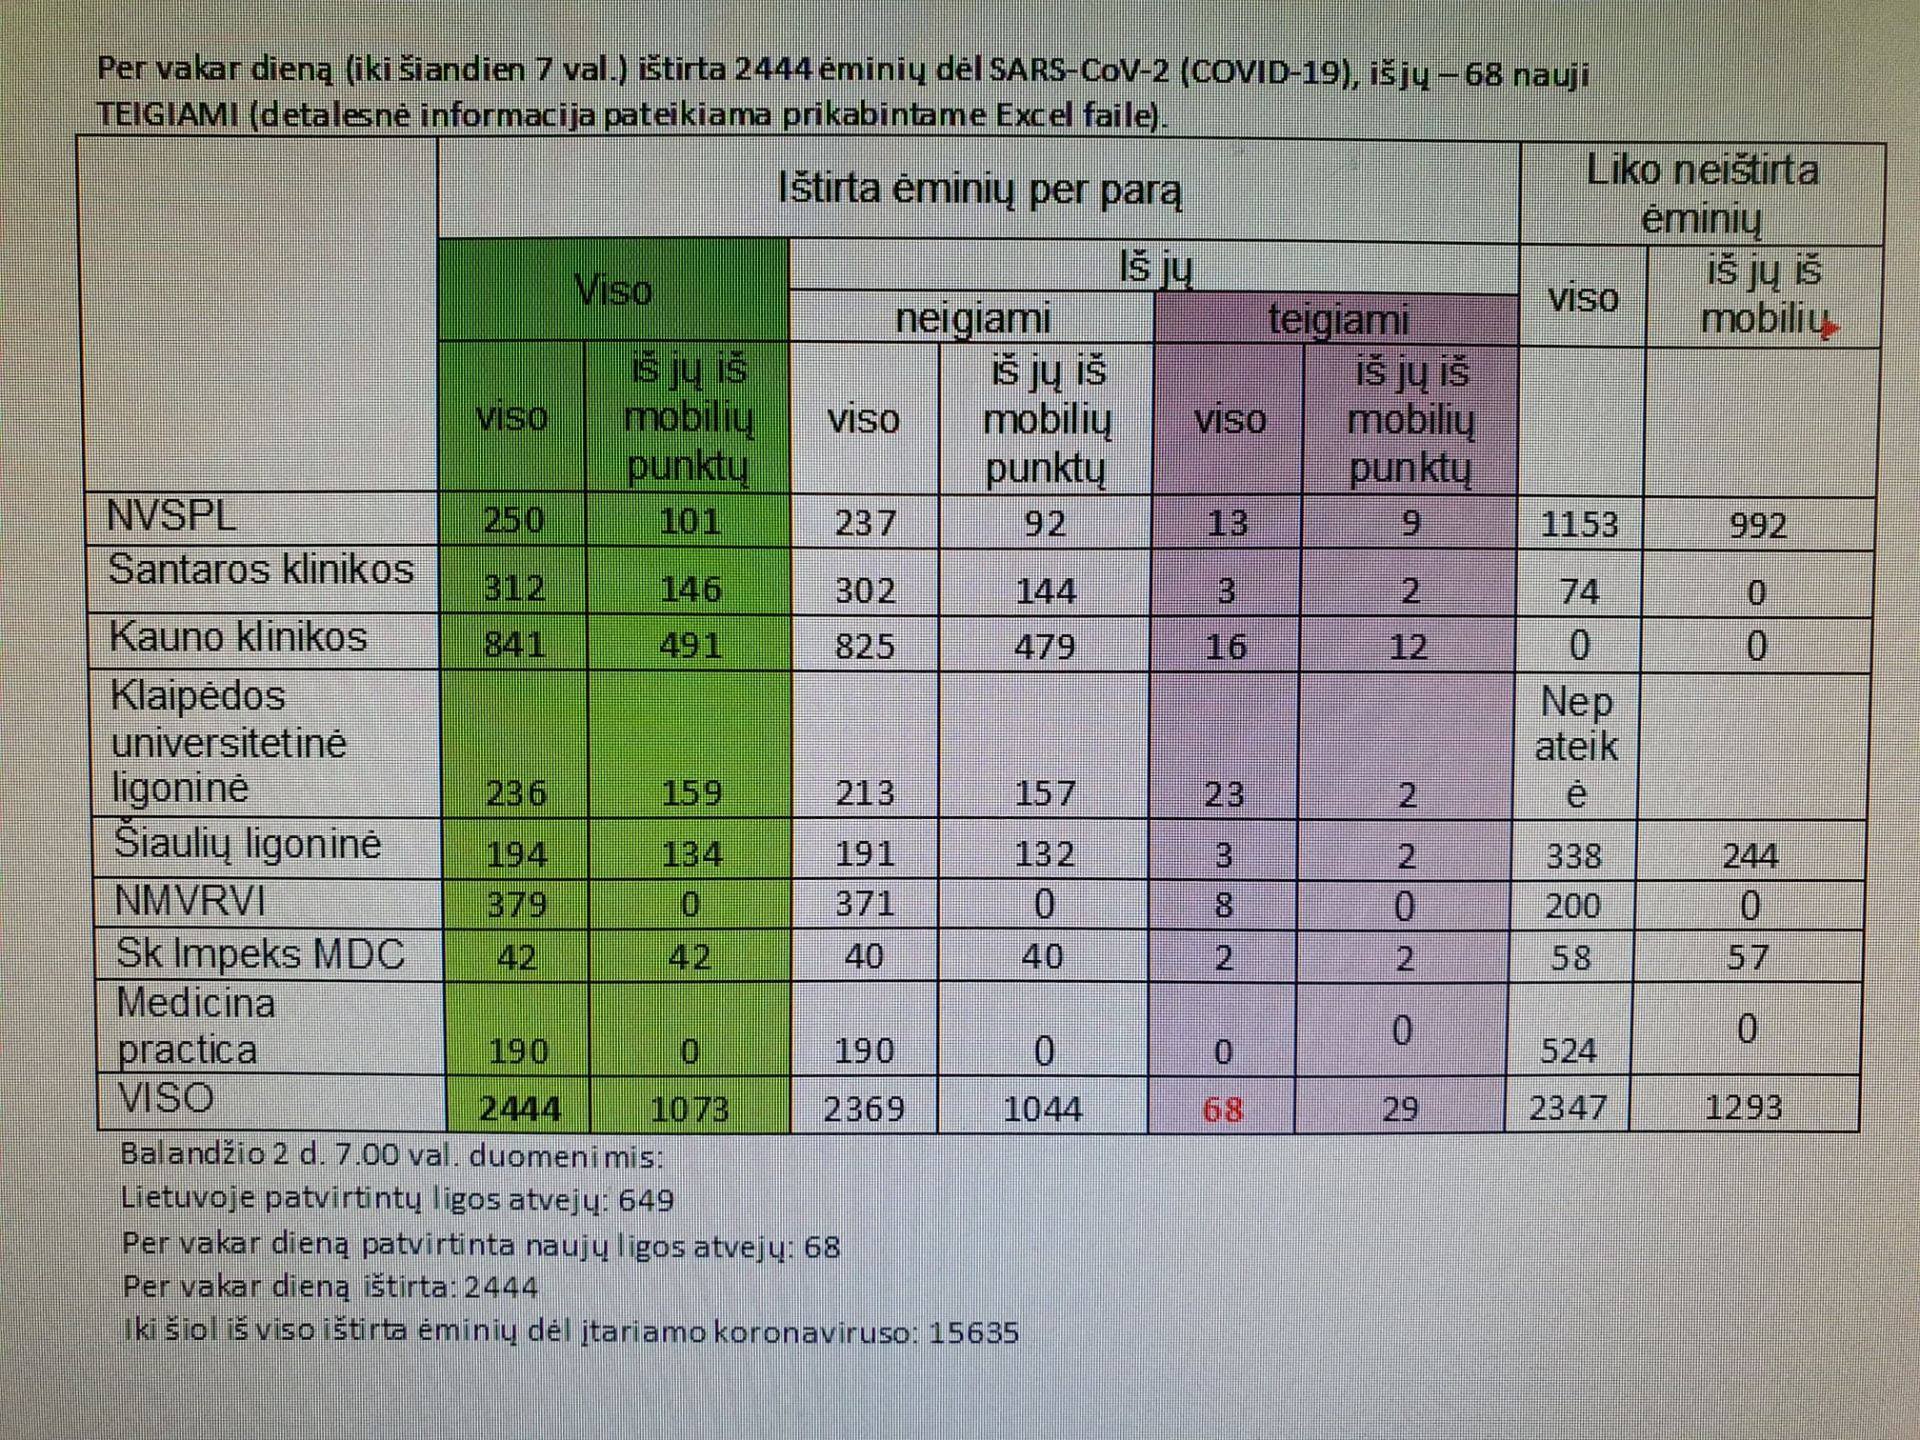 Per vakar dieną (iki šiandien 7 val.) ištirta 2444 ėminių dėl SARS-CoV-2 (COVID-19), iš jų – 68 nauji
TEIGIAMI (detalesnė informacija pateikiama prikabintame Excel faile).
Ištirta ėminių per parą
Liko neištirta
ėminių
Viso
Iš jų
viso
iš jų iš
mobilių
neigiami
teigiami
viso
iš jų iš
mobilių
punktų
viso
iš jų iš
mobilių
punktų
viso
iš jų iš
mobilių
punktų
NVSPL 250 101 237 92 13 9 1153 992
Santaros klinikos 312 146 302 144 3 2 74 0
Kauno klinikos 841 491 825 479 16 12 0 0
Klaipėdos
universitetinė
ligoninė 236 159 213 157 23 2
Nep
ateik
ė
Šiaulių ligoninė 194 134 191 132 3 2 338 244
NMVRVI 379 0 371 0 8 0 200 0
Sk Impeks MDC 42 42 40 40 2 2 58 57
Medicina
practica 190 0 190 0 0 0 524 0
VISO 2444 1073 2369 1044 68 29 2347 1293
Balandžio 2 d. 7.00 val. duomenimis:
Lietuvoje patvirtintų ligos atvejų: 649
Per vakar dieną patvirtinta naujų ligos atvejų: 68
Per vakar dieną ištirta: 2444
Iki šiol iš viso ištirta ėminių dėl įtariamo koronaviruso: 15635